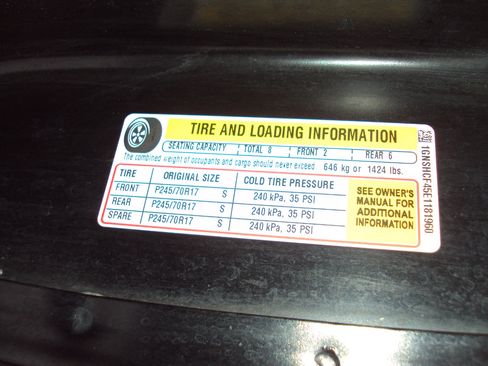 TIRE AND LOADING INFORMATION
SEATING CAPACITY TOTAL 8 FRONT 2 REAR 6
The combined weight of occupants and cargo should never exceed 646 kg or 1424 lbs.
TIRE ORIGINAL SIZE COLD TIRE PRESSURE
FRONT P245/70R17 S 240 kPa, 35 PSI
REAR P245/70R17 S 240 kPa, 35 PSI
SPARE P245/70R17 S 240 kPa, 35 PSI
SEE OWNER'S
MANUAL FOR
ADDITIONAL
INFORMATION
1GNSHCF45E1181960